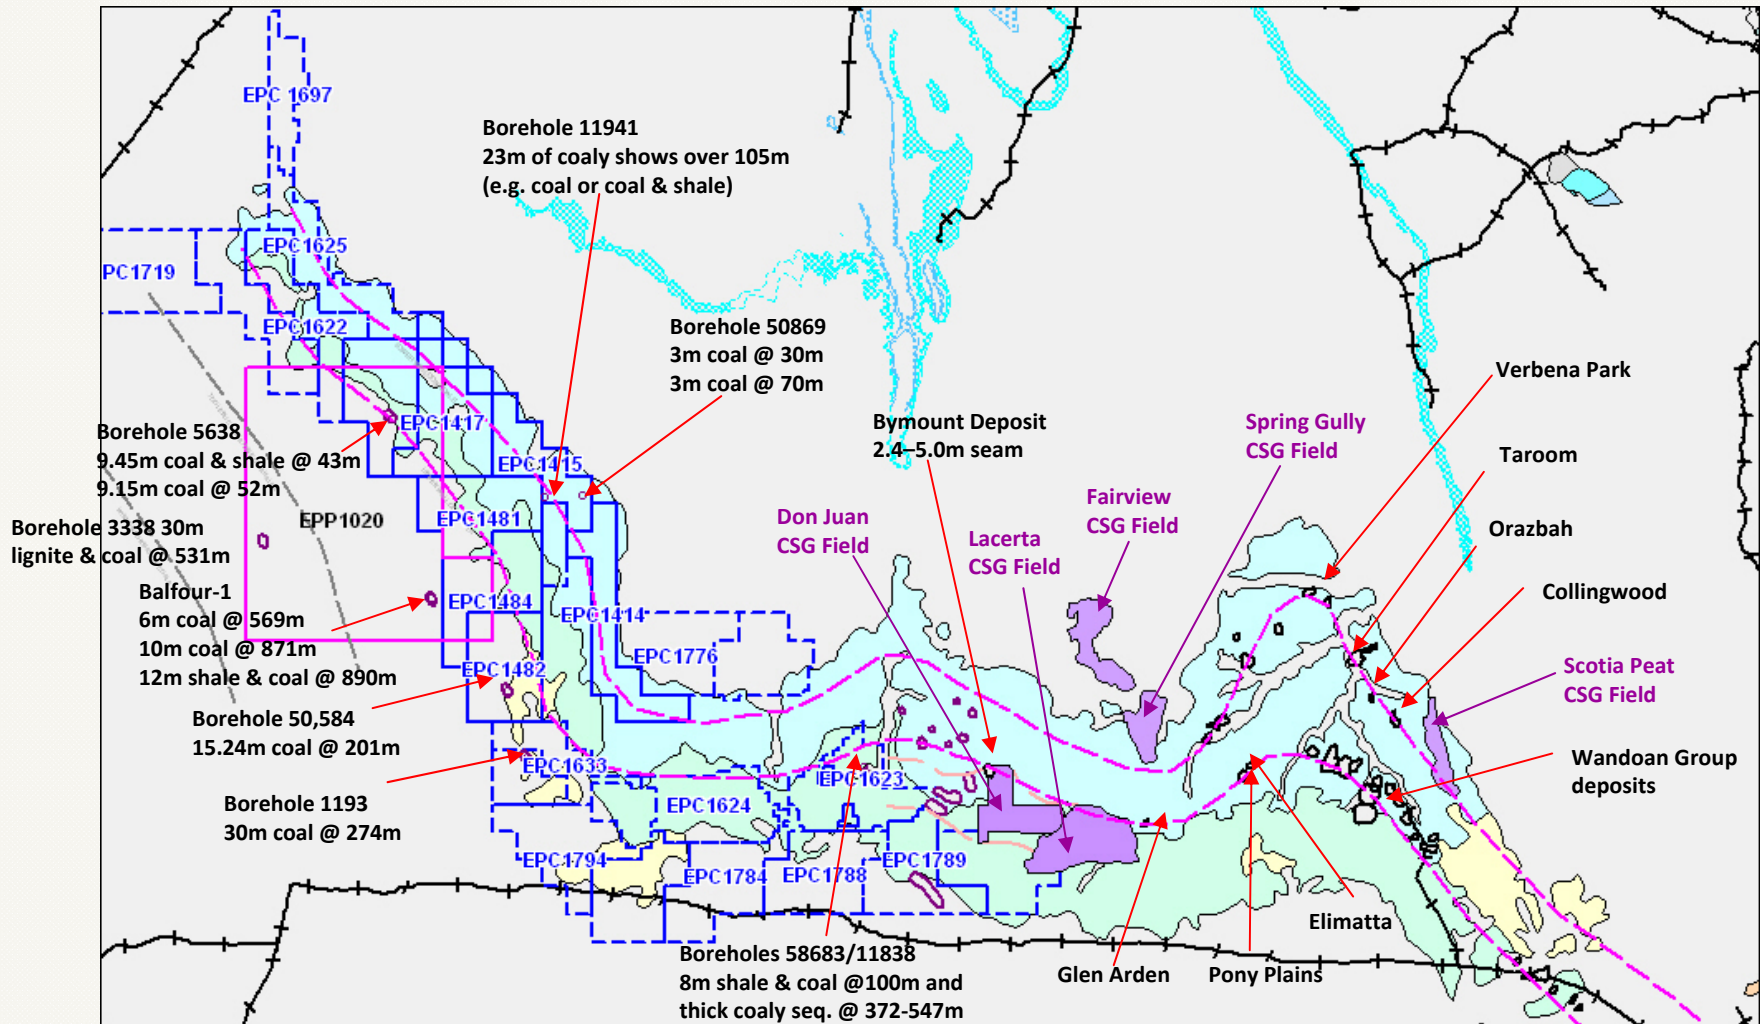 EPC 1697
Borehole 11941
23m of coaly shows over 105m
(e.g. coal or coal & shale)
EPC1625
PC1719
EPC1622
Borehole 50869
3m coal @ 30m
3m coal @ 70m
Verbena Park
Bymount Deposit
2.4–5.0m seam
Spring Gully
CSG Field
EPC1417
Borehole 5638
9.45m coal & shale @ 43m
9.15m coal @ 52m
EPC1415
Taroom
Fairview
CSG Field
Don Juan
CSG Field
Lacerta
CSG Field
EPP1020
EPC1481
Orazbah
Borehole 3338 30m
lignite & coal @ 531m
Balfour-1
6m coal @ 569m
10m coal @ 871m
12m shale & coal @ 890m
EPC1484
EPC1414
Collingwood
EPC1482
EPC1776
Scotia Peat
CSG Field
Borehole 50,584
15.24m coal @ 201m
EPC1633
EPC1623
Wandoan Group
deposits
Borehole 1193
30m coal @ 274m
EPC1624
EPC1794
EPC1784
EPC1788
EPC1789
Elimatta
Boreholes 58683/11838
8m shale & coal @100m and
thick coaly seq. @ 372-547m
Glen Arden
Pony Plains